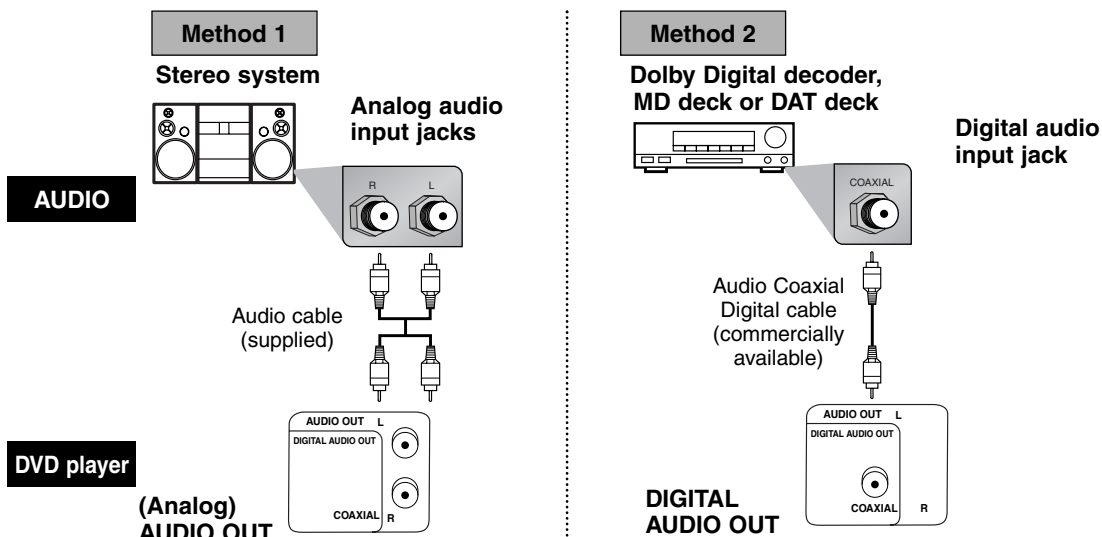 Method 1
Stereo system
Analog audio
input jacks
R L
AUDIO
Audio cable
(supplied)
AUDIO OUT L
DIGITAL AUDIO OUT
COAXIAL R
DVD player
(Analog)
AUDIO OUT
Method 2
Dolby Digital decoder,
MD deck or DAT deck
Digital audio
input jack
COAXIAL
Audio Coaxial
Digital cable
(commercially
available)
AUDIO OUT L
DIGITAL AUDIO OUT
COAXIAL R
DIGITAL
AUDIO OUT